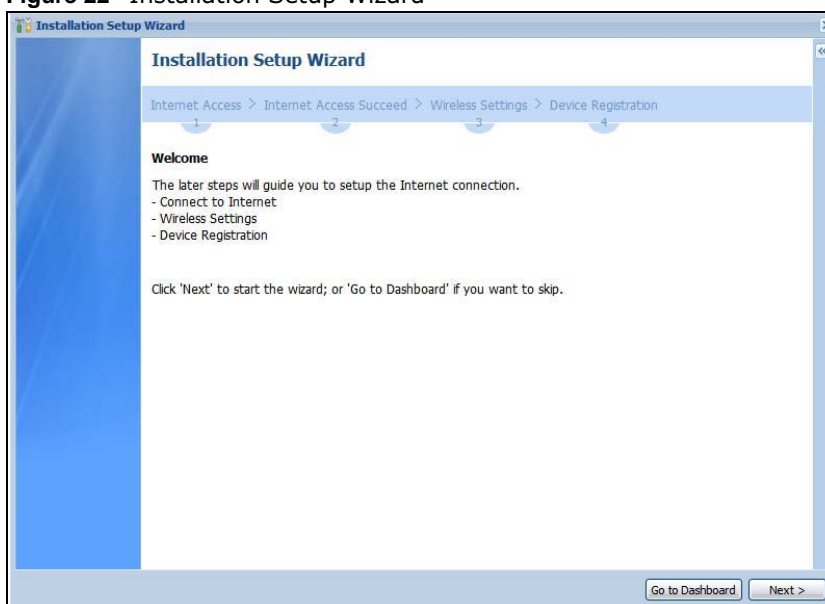 Figure 22 Installation Setup Wizard
Installation Setup Wizard
Installation Setup Wizard
Internet Access > Internet Access Succeed > Wireless Settings > Device Registration
1 2 3 4
Welcome
The later steps will guide you to setup the Internet connection.
- Connect to Internet
- Wireless Settings
- Device Registration
Click 'Next' to start the wizard; or 'Go to Dashboard' if you want to skip.
Go to Dashboard Next >